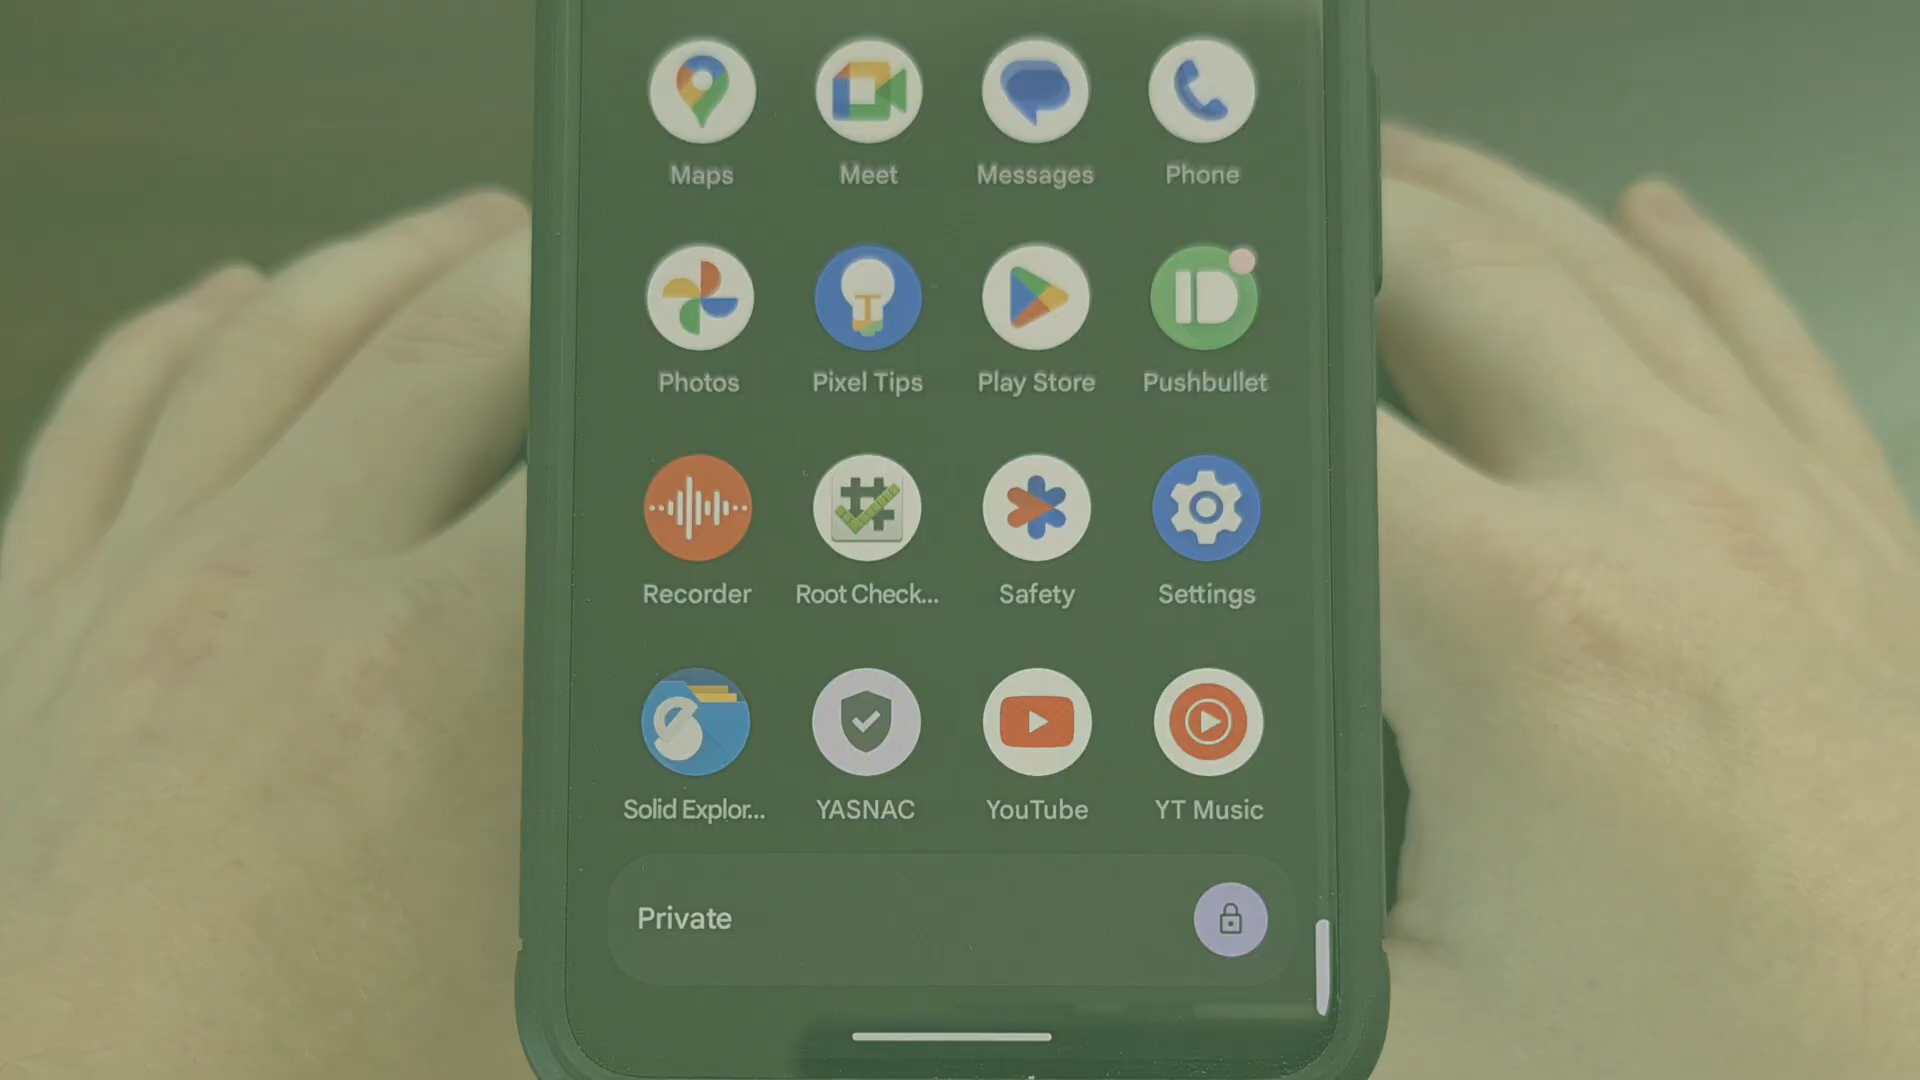 Maps Meet Messages Phone
Photos Pixel Tips Play Store Pushbullet
Recorder Root Check... Safety Settings
Solid Explor... YASNAC YouTube YT Music
Private